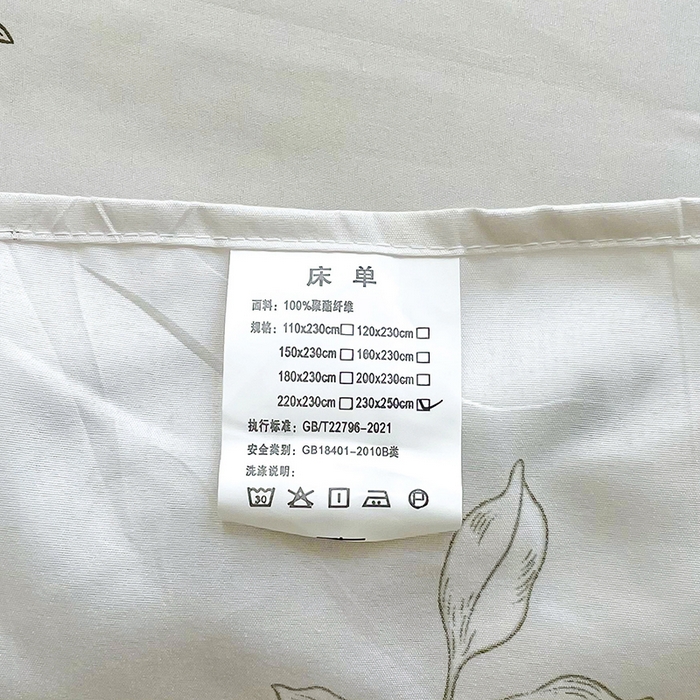 床单
面料：100%聚酯纤维
规格：110x230cm☐ 120x230cm☐
150x230cm☐ 160x230cm☐
180x230cm☐ 200x230cm☐
220x230cm☐ 230x250cm☑
执行标准：GB/T22796-2021
安全类别：GB18401-2010B类
洗涤说明：
30 P